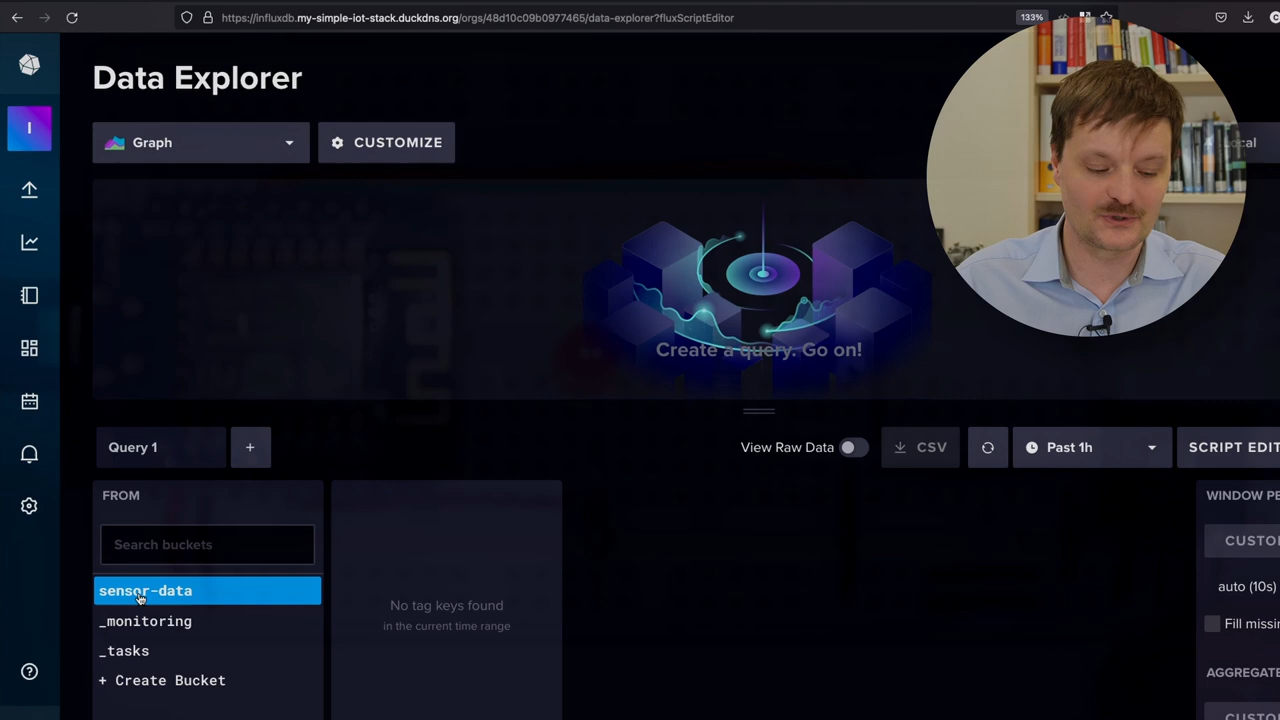 https://influxdb.my-simple-iot-stack.duckdns.org/orgs/48d10c09b0977465/data-explorer?fluxScriptEditor
133%
Data Explorer
I
Graph
CUSTOMIZE
Local
Create a query. Go on!
Query 1
+
View Raw Data
CSV
Past 1h
SCRIPT EDIT
FROM
WINDOW PE
Search buckets
CUSTO
sensor-data
auto (10s)
No tag keys found
in the current time range
_monitoring
Fill missi
_tasks
AGGREGATE
+ Create Bucket
CUSTO